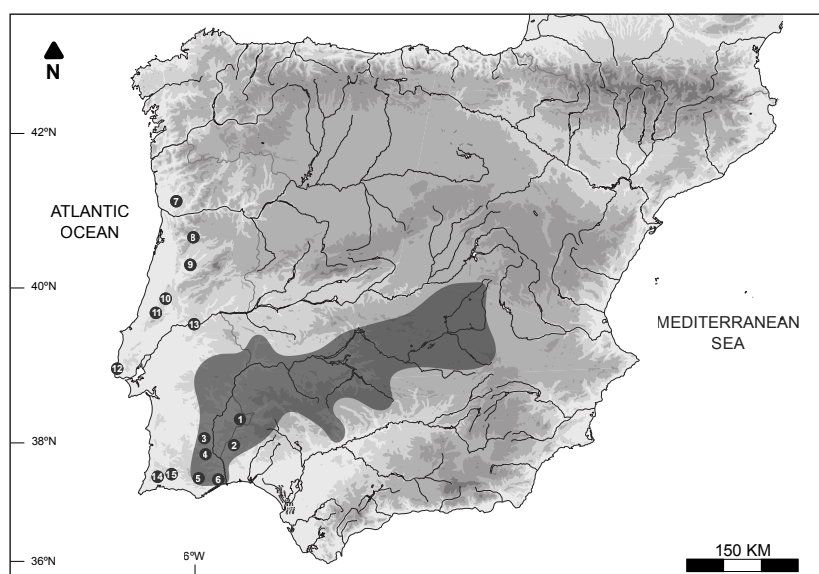 N
42ºN
7
ATLANTIC
OCEAN
8
9
40ºN
10
11
13
MEDITERRANEAN
SEA
12
1
3
38ºN
2
4
14
15
5
6
150 KM
6ºW
36ºN